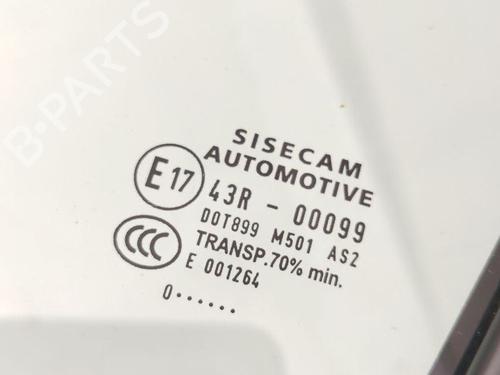 B-PARTS
SISECAM
AUTOMOTIVE
E17 43R - 00099
DOT899 M501 AS2
CCC TRANSP.70% min.
E 001264
0......